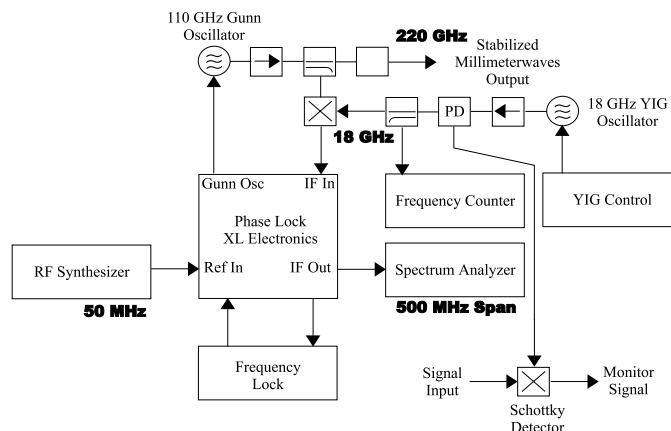 110 GHz Gunn
Oscillator
220 GHz
Stabilized
Millimeterwaves
Output
18 GHz
PD
18 GHz YIG
Oscillator
Gunn Osc
IF In
Phase Lock
XL Electronics
Ref In
IF Out
Frequency Counter
YIG Control
RF Synthesizer
50 MHz
Spectrum Analyzer
500 MHz Span
Frequency
Lock
Signal
Input
Monitor
Signal
Schottky
Detector